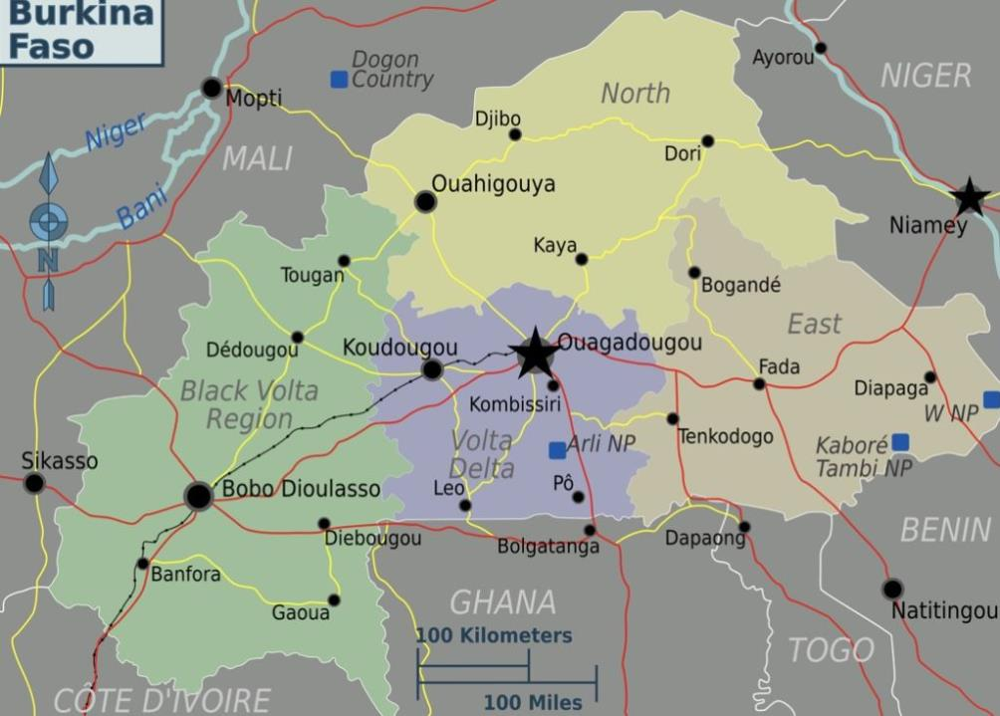 Burkina
Faso
Dogon
Country
Ayorou
NIGER
North
Mopti
Niger
Djibo
MALI
Dori
Ouahigouya
Bani
Niamey
N
Kaya
Tougan
Bogandé
East
Dédougou
Koudougou
Ouagadougou
Fada
Diapaga
Black Volta
Region
Kombissiri
W NP
Volta
Delta
Arli NP
Tenkodogo
Kaboré
Tambi NP
Sikasso
Bobo Dioulasso
Leo
Pô
Diebougou
Bolgatanga
Dapaong
BENIN
Banfora
Gaoua
GHANA
Natitingou
100 Kilometers
TOGO
100 Miles
CÔTE D'IVOIRE